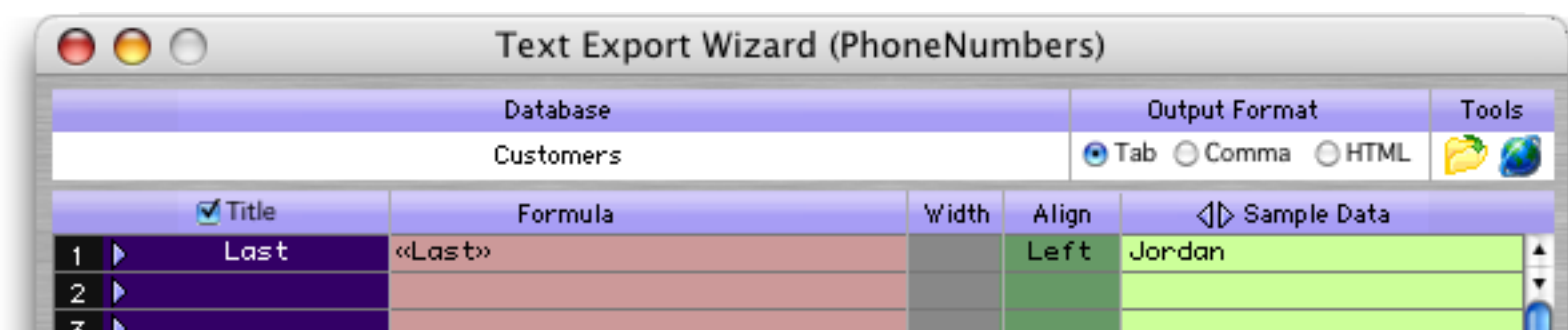 Text Export Wizard (PhoneNumbers)
Database Output Format Tools
Customers Tab Comma HTML
Title Formula Width Align Sample Data
1 Last «Last» Left Jordan
2
3